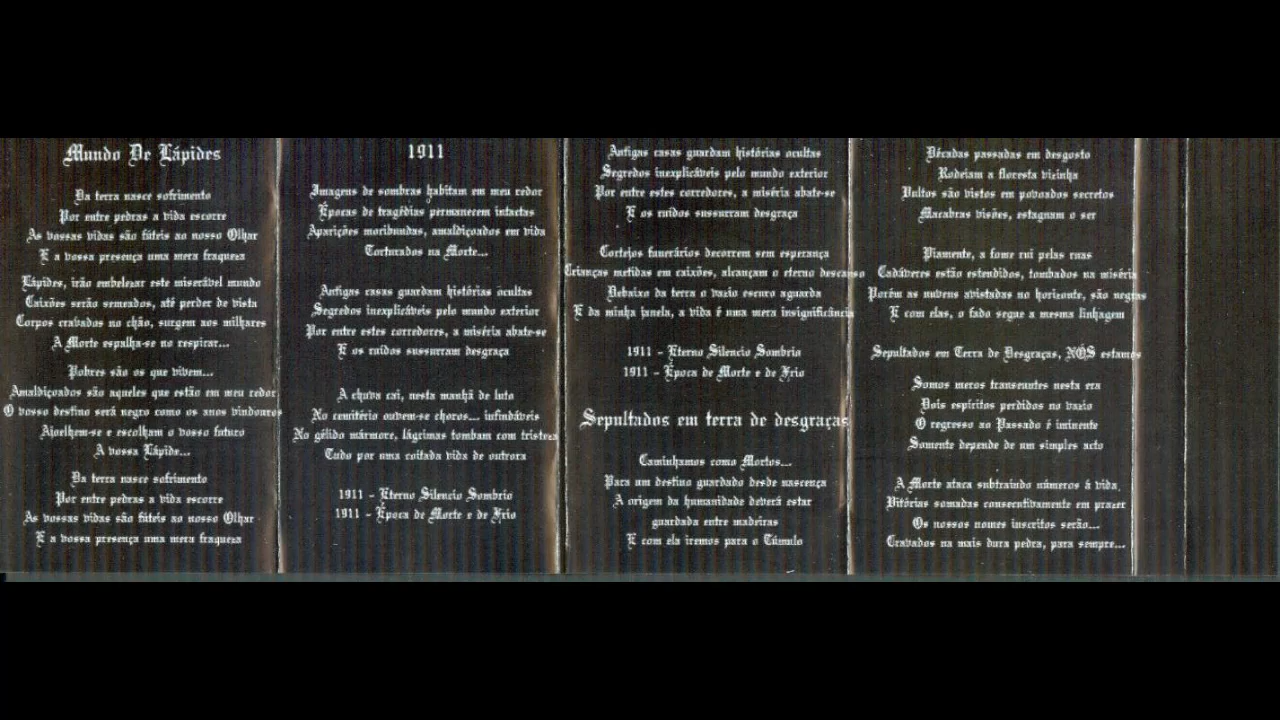 Mundo De Lápides
Da terra nasce sofrimento
Por entre pedras a vida escorre
As vossas vidas são fúteis ao nosso Olhar
E a vossa presença uma mera fraqueza
Lápides, irão embelezar este miserável mundo
Caixões serão semeados, até perder de vista
Corpos cravados no chão, surgem aos milhares
A Morte espalha-se no respirar...
Pobres são os que vivem...
Amaldiçoados são aqueles que estão em meu redor
O vosso destino será negro como os anos vindouros
Ajoelhem-se e escolham o vosso futuro
A vossa Lápide...
Da terra nasce sofrimento
Por entre pedras a vida escorre
As vossas vidas são fúteis ao nosso Olhar
E a vossa presença uma mera fraqueza
1911
Imagens de sombras habitam em meu redor
Épocas de tragédias permanecem intactas
Aparições moribundas, amaldiçoados em vida
Torturados na Morte...
Antigas casas guardam histórias ocultas
Segredos inexplicáveis pelo mundo exterior
Por entre estes corredores, a miséria abate-se
E os ruídos sussurram desgraça
A chuva cai, nesta manhã de luto
No cemitério ouvem-se choros... infindáveis
No gélido mármore, lágrimas tombam com tristeza
Tudo por uma coitada vida de outrora
1911 - Eterno Silencio Sombrio
1911 - Época de Morte e de Frio
Antigas casas guardam histórias ocultas
Segredos inexplicáveis pelo mundo exterior
Por entre estes corredores, a miséria abate-se
E os ruídos sussurram desgraça
Cortejos funerários decorrem sem esperança
Crianças metidas em caixões, alcançam o eterno descanso
Debaixo da terra o vazio escuro aguarda
E da minha janela, a vida é uma mera insignificância
1911 - Eterno Silencio Sombrio
1911 - Época de Morte e de Frio
Sepultados em terra de desgraças
Caminhamos como Mortos...
Para um destino guardado desde nascença
A origem da humanidade deverá estar
guardada entre madeiras
E com ela iremos para o Túmulo
Décadas passadas em desgosto
Rodeiam a floresta vizinha
Vultos são vistos em povoados secretos
Macabras visões, estagnam o ser
Piamente, a fome rui pelas ruas
Cadáveres estão estendidos, tombados na miséria
Porém as nuvens avistadas no horizonte, são negras
E com elas, o fado segue a mesma linhagem
Sepultados em Terra de Desgraças, NÓS estamos
Somos meros transeuntes nesta era
Dois espíritos perdidos no vazio
O regresso ao Passado é iminente
Somente depende de um simples acto
A Morte ataca subtraindo números á vida,
Vitórias somadas consecutivamente em prazer
Os nossos nomes inscritos serão...
Cravados na mais dura pedra, para sempre...